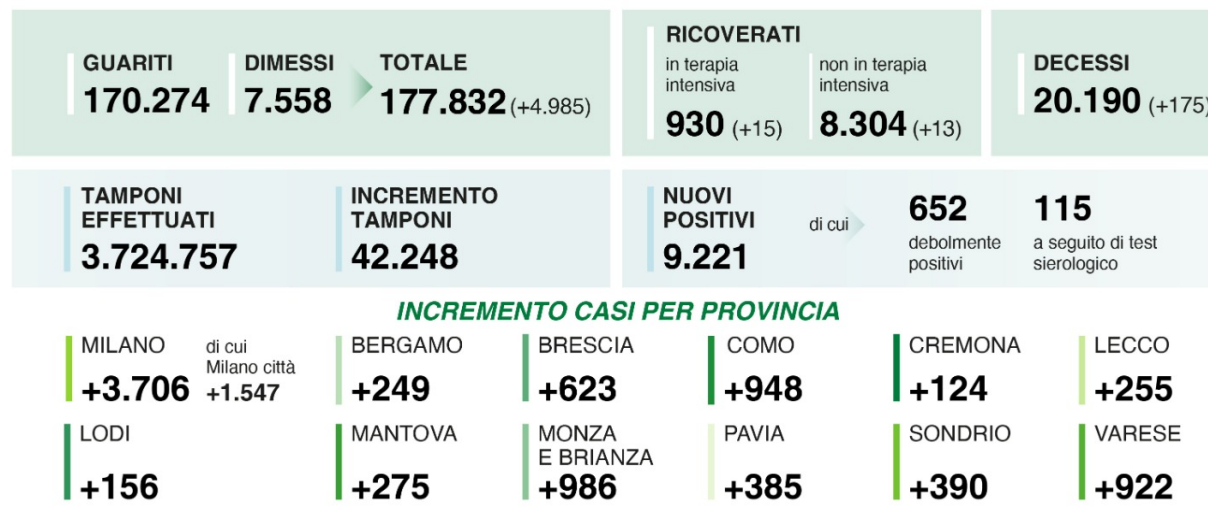 GUARITI
170.274
DIMESSI
7.558
TOTALE
177.832 (+4.985)
RICOVERATI
in terapia
intensiva
930 (+15)
non in terapia
intensiva
8.304 (+13)
DECESSI
20.190 (+175)
TAMPONI
EFFETTUATI
3.724.757
INCREMENTO
TAMPONI
42.248
NUOVI
POSITIVI
9.221
di cui
652
debolmente
positivi
115
a seguito di test
sierologico
INCREMENTO CASI PER PROVINCIA
MILANO
+3.706
di cui
Milano città
+1.547
BERGAMO
+249
BRESCIA
+623
COMO
+948
CREMONA
+124
LECCO
+255
LODI
+156
MANTOVA
+275
MONZA
E BRIANZA
+986
PAVIA
+385
SONDRIO
+390
VARESE
+922